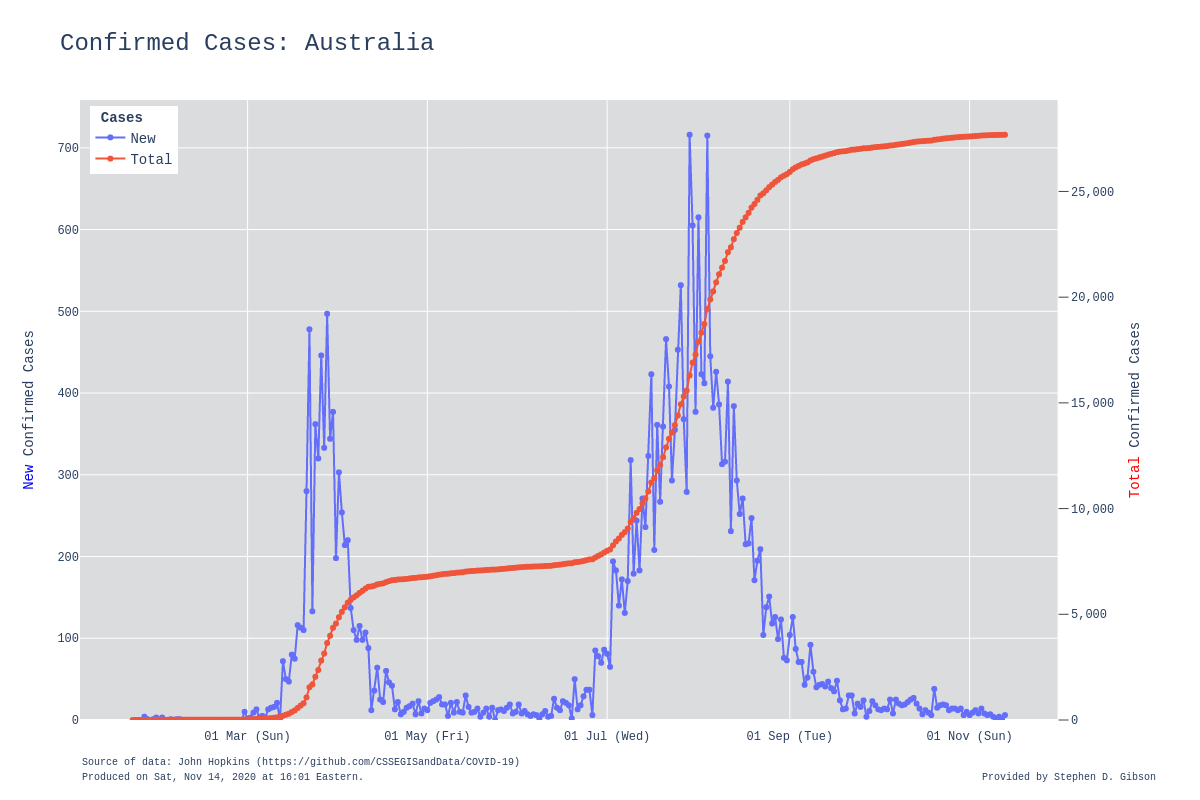 Confirmed Cases: Australia
Cases
New
Total
700
600
500
400
300
200
100
0
25,000
20,000
15,000
10,000
5,000
0
New Confirmed Cases
Total Confirmed Cases
01 Mar (Sun)
01 May (Fri)
01 Jul (Wed)
01 Sep (Tue)
01 Nov (Sun)
Source of data: John Hopkins (https://github.com/CSSEGISandData/COVID-19)
Produced on Sat, Nov 14, 2020 at 16:01 Eastern.
Provided by Stephen D. Gibson